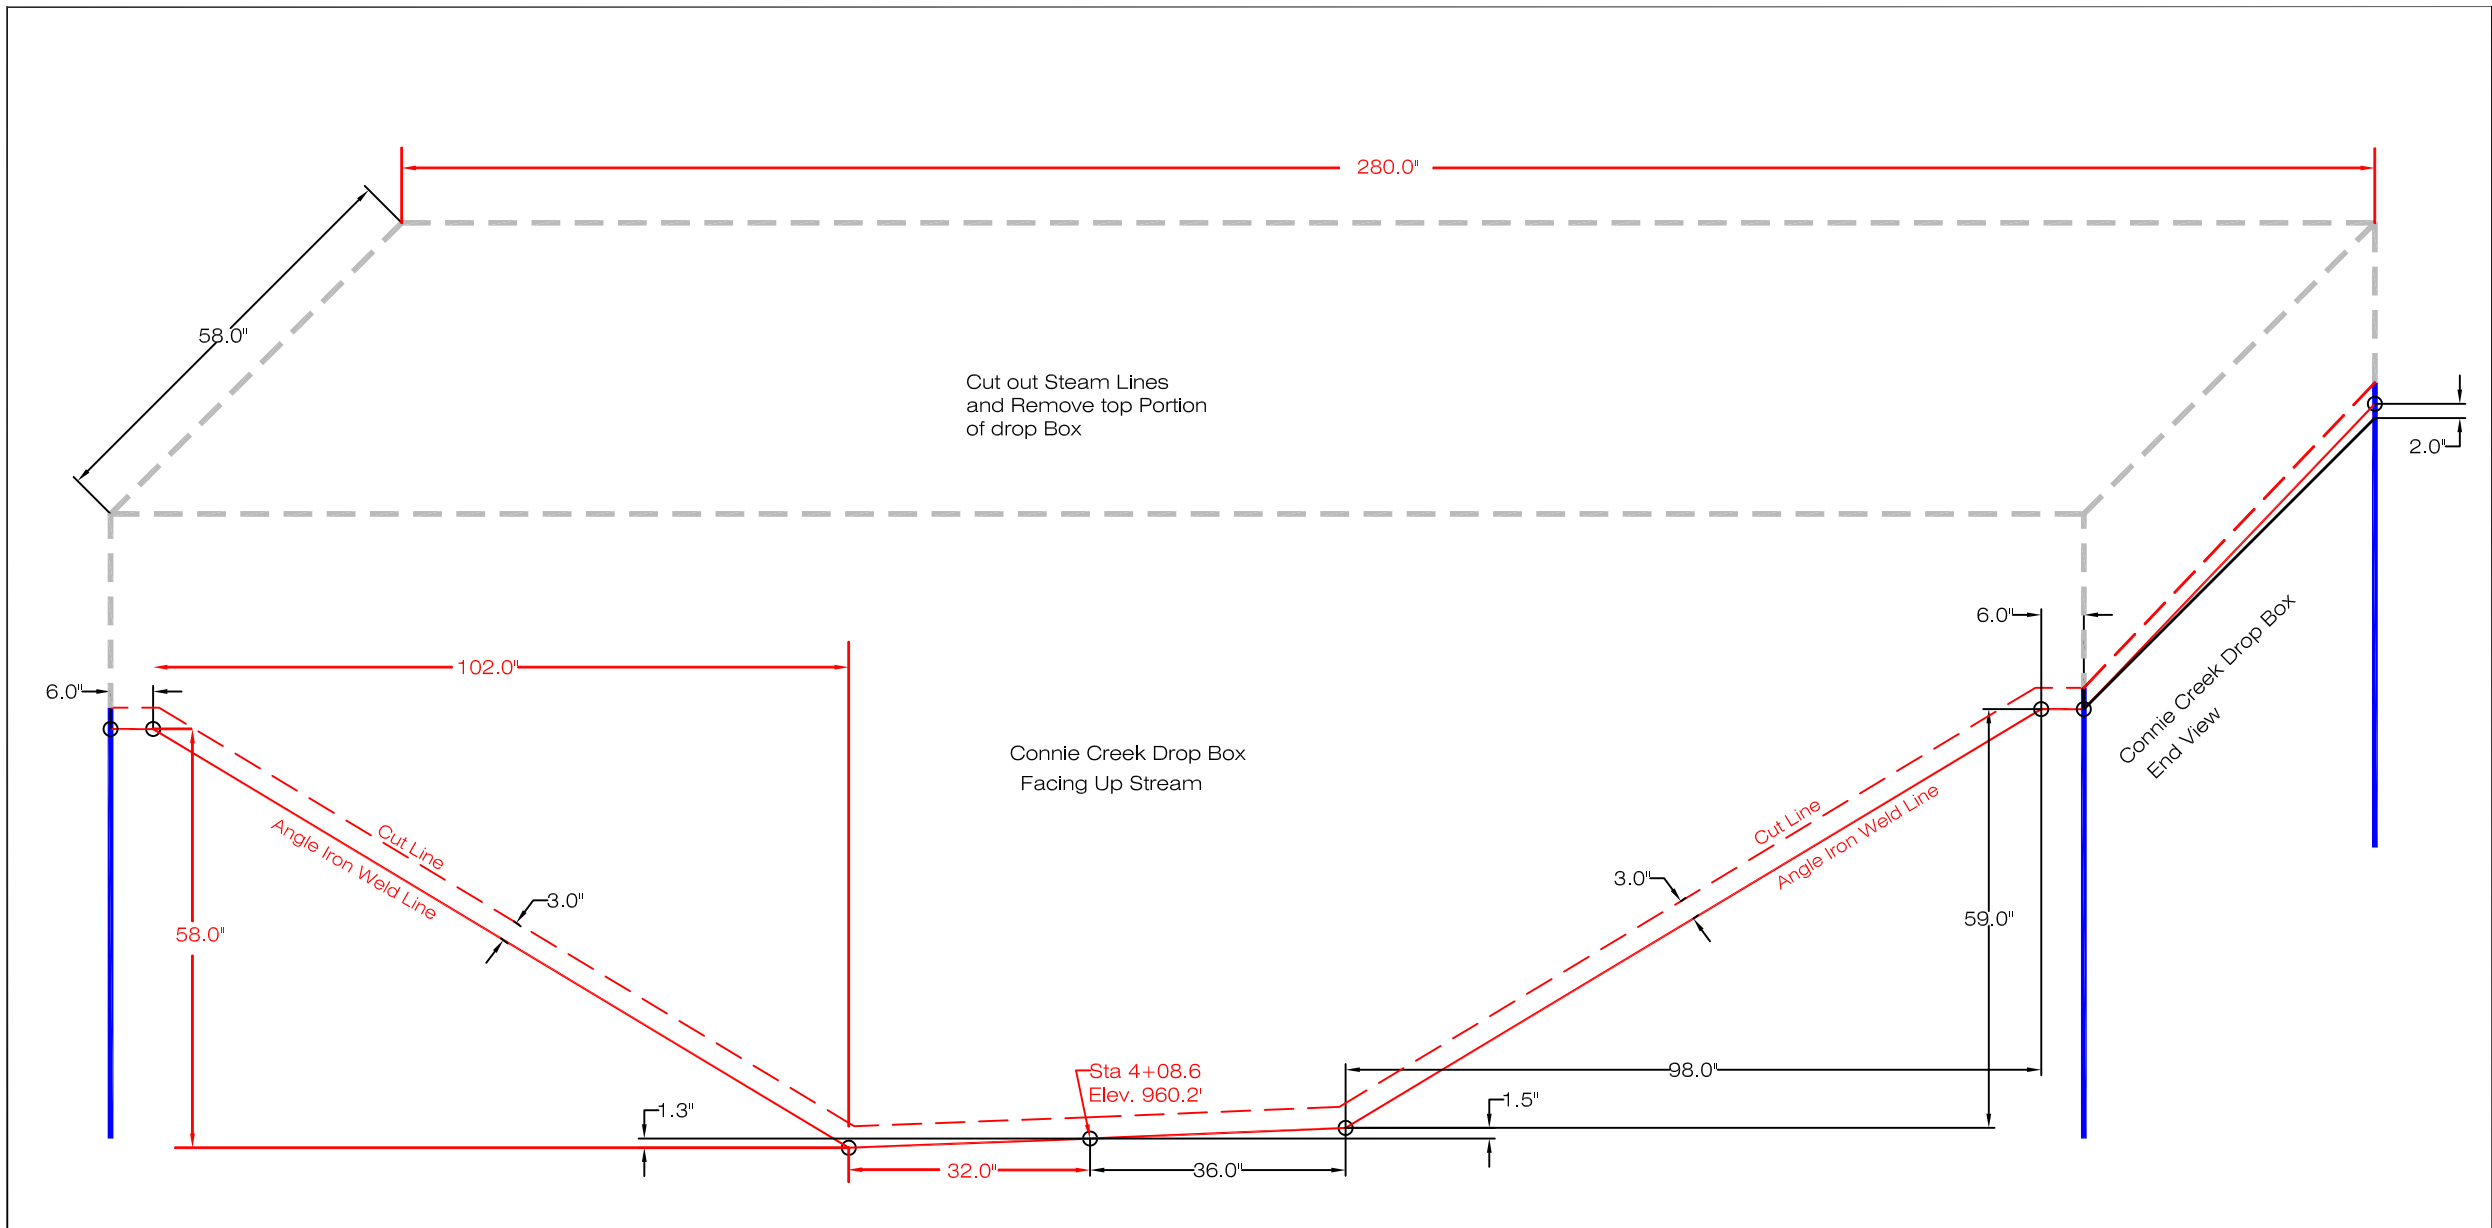 280.0"
58.0"
Cut out Steam Lines
and Remove top Portion
of drop Box
2.0"
6.0"
Connie Creek Drop Box
End View
102.0"
6.0"
Connie Creek Drop Box
Facing Up Stream
Cut Line
Angle Iron Weld Line
Cut Line
Angle Iron Weld Line
3.0"
3.0"
58.0"
59.0"
Sta 4+08.6
Elev. 960.2'
98.0"
1.3"
1.5"
32.0"
36.0"